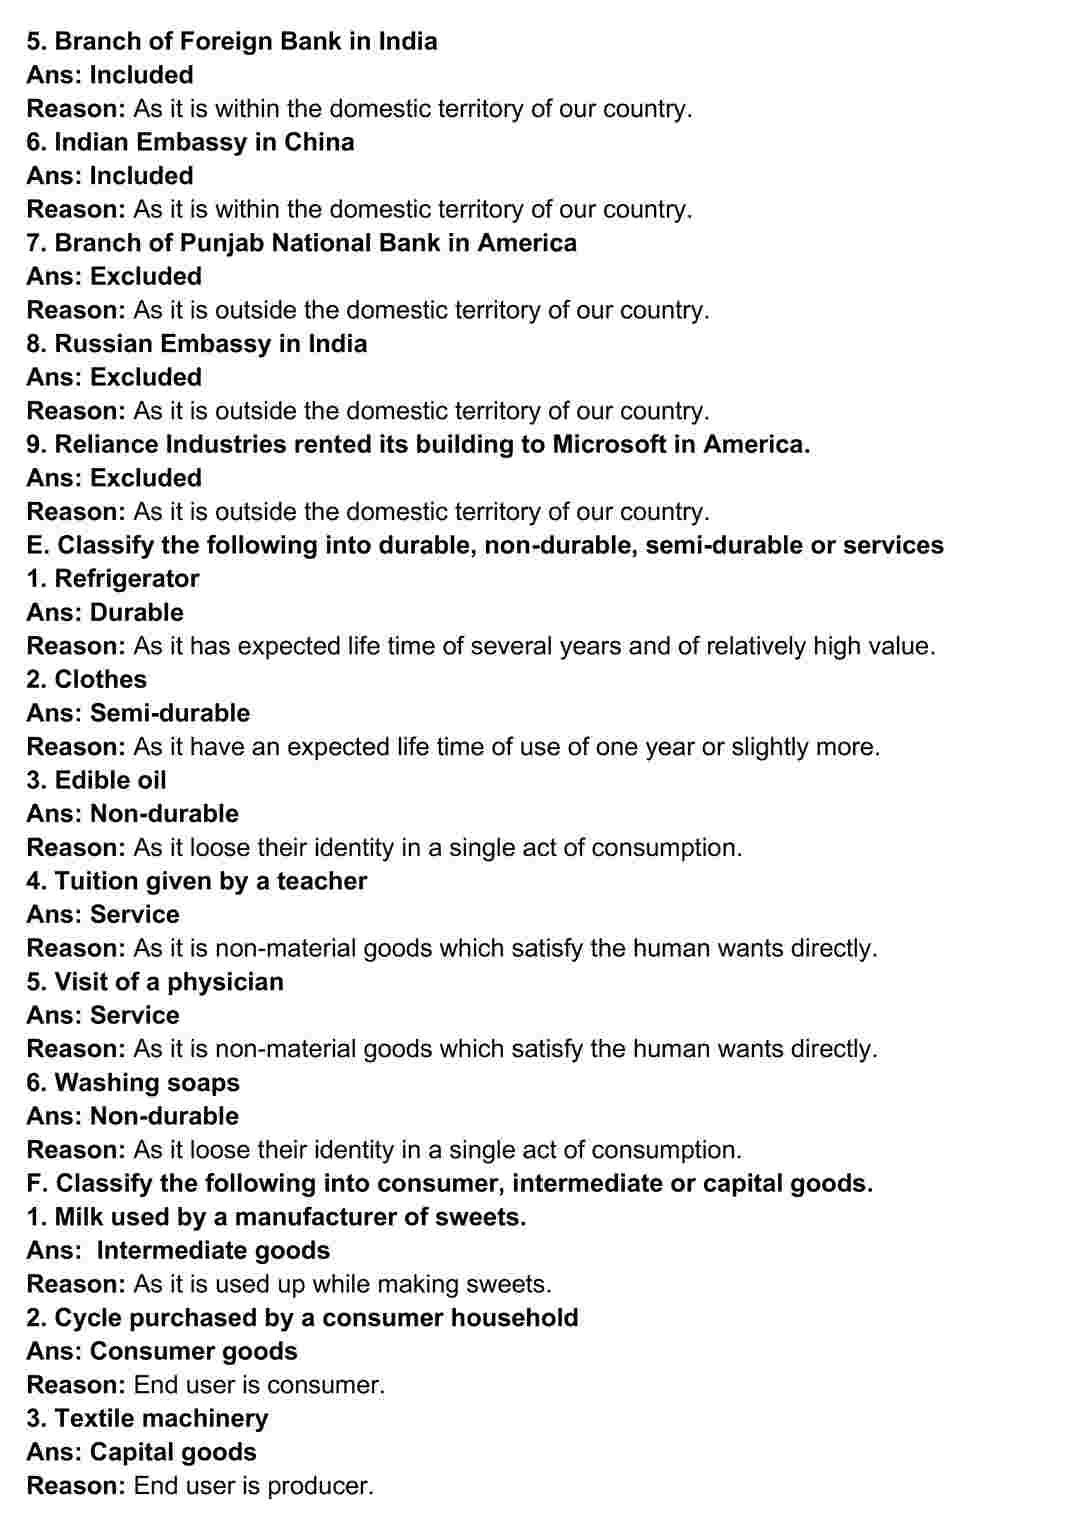 5. Branch of Foreign Bank in India
Ans: Included
Reason: As it is within the domestic territory of our country.
6. Indian Embassy in China
Ans: Included
Reason: As it is within the domestic territory of our country.
7. Branch of Punjab National Bank in America
Ans: Excluded
Reason: As it is outside the domestic territory of our country.
8. Russian Embassy in India
Ans: Excluded
Reason: As it is outside the domestic territory of our country.
9. Reliance Industries rented its building to Microsoft in America.
Ans: Excluded
Reason: As it is outside the domestic territory of our country.
E. Classify the following into durable, non-durable, semi-durable or services
1. Refrigerator
Ans: Durable
Reason: As it has expected life time of several years and of relatively high value.
2. Clothes
Ans: Semi-durable
Reason: As it have an expected life time of use of one year or slightly more.
3. Edible oil
Ans: Non-durable
Reason: As it loose their identity in a single act of consumption.
4. Tuition given by a teacher
Ans: Service
Reason: As it is non-material goods which satisfy the human wants directly.
5. Visit of a physician
Ans: Service
Reason: As it is non-material goods which satisfy the human wants directly.
6. Washing soaps
Ans: Non-durable
Reason: As it loose their identity in a single act of consumption.
F. Classify the following into consumer, intermediate or capital goods.
1. Milk used by a manufacturer of sweets.
Ans:  Intermediate goods
Reason: As it is used up while making sweets.
2. Cycle purchased by a consumer household
Ans: Consumer goods
Reason: End user is consumer.
3. Textile machinery
Ans: Capital goods
Reason: End user is producer.